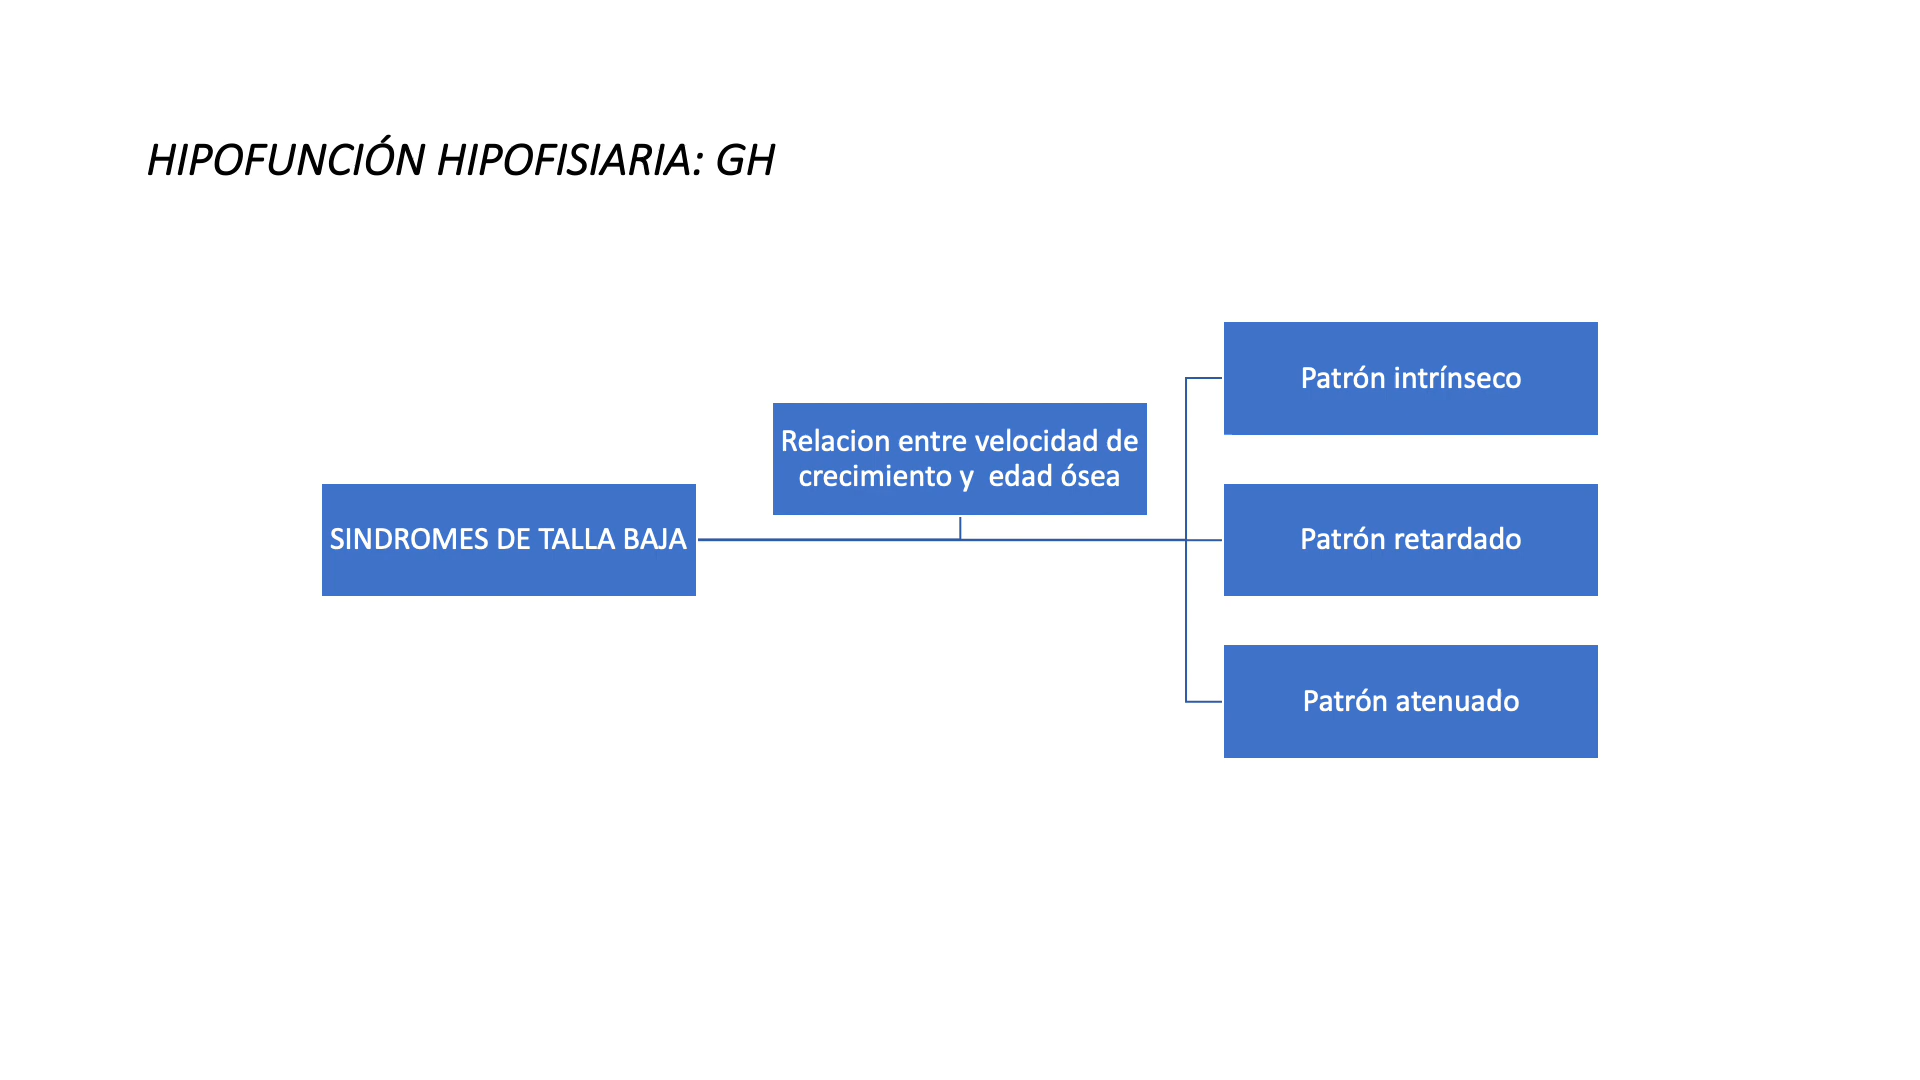 HIPOFUNCIÓN HIPOFISIARIA: GH
SINDROMES DE TALLA BAJA
Relacion entre velocidad de
crecimiento y  edad ósea
Patrón intrínseco
Patrón retardado
Patrón atenuado